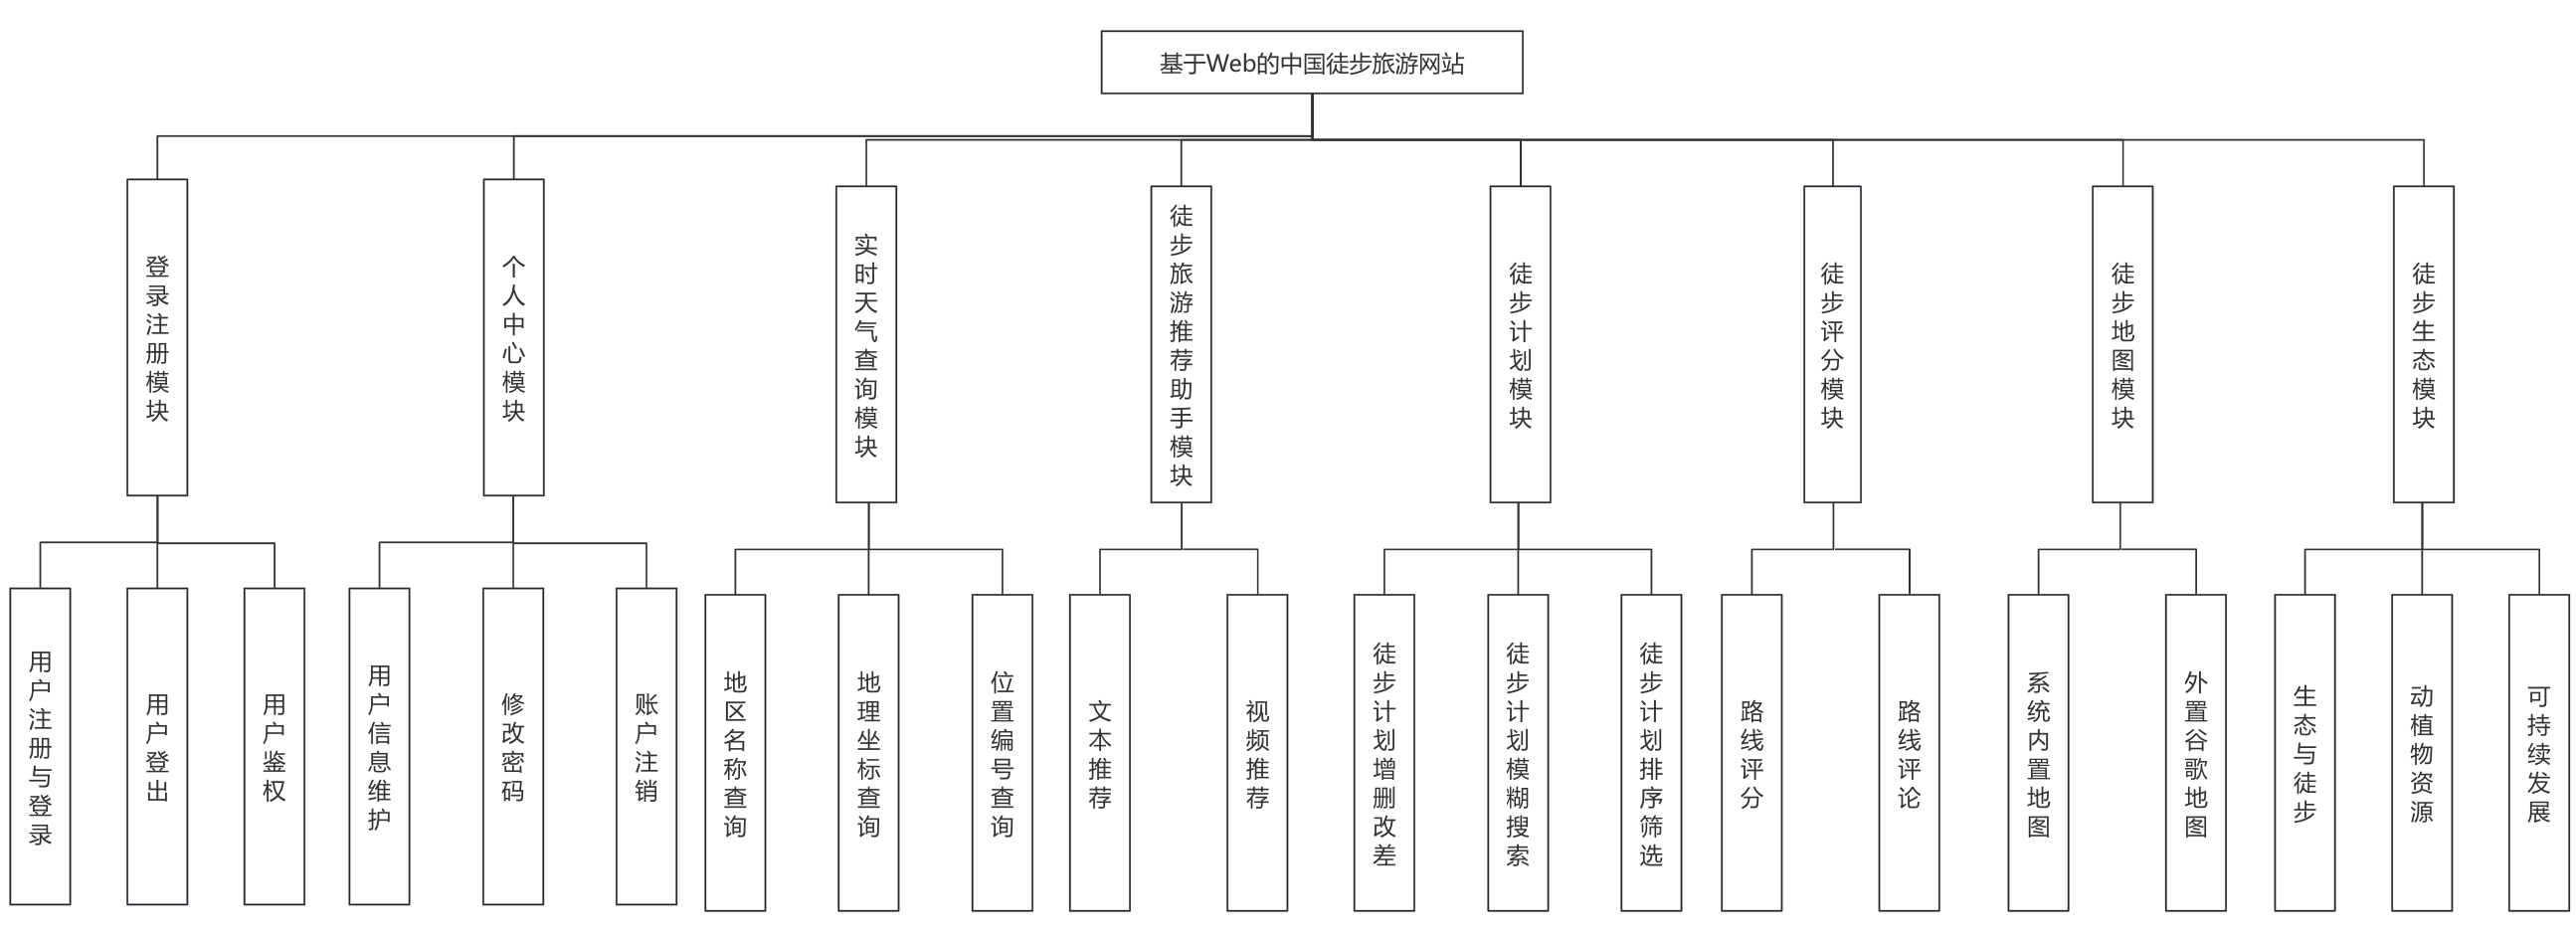 基于Web的中国徒步旅游网站
登录注册模块
个人中心模块
实时天气查询模块
徒步旅游推荐助手模块
徒步计划模块
徒步评分模块
徒步地图模块
徒步生态模块
用户注册与登录
用户登出
用户鉴权
用户信息维护
修改密码
账户注销
地区名称查询
地理坐标查询
位置编号查询
文本推荐
视频推荐
徒步计划增删改差
徒步计划模糊搜索
徒步计划排序筛选
路线评分
路线评论
系统内置地图
外置谷歌地图
生态与徒步
动植物资源
可持续发展